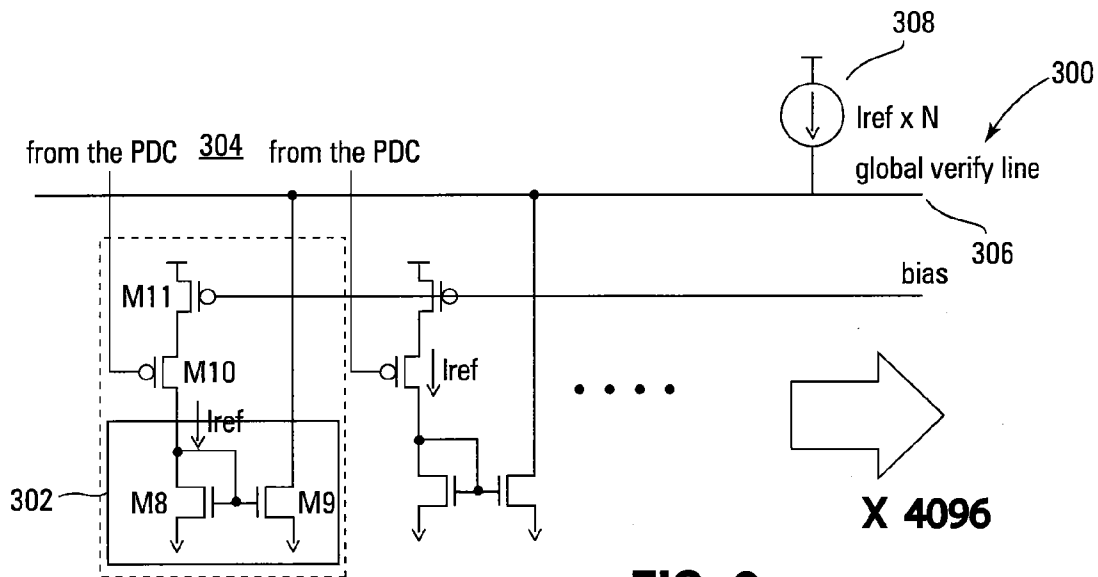 308
300
Iref x N
from the PDC 304 from the PDC
global verify line
306
bias
M11
M10
Iref
Iref
302
M8
M9
X 4096